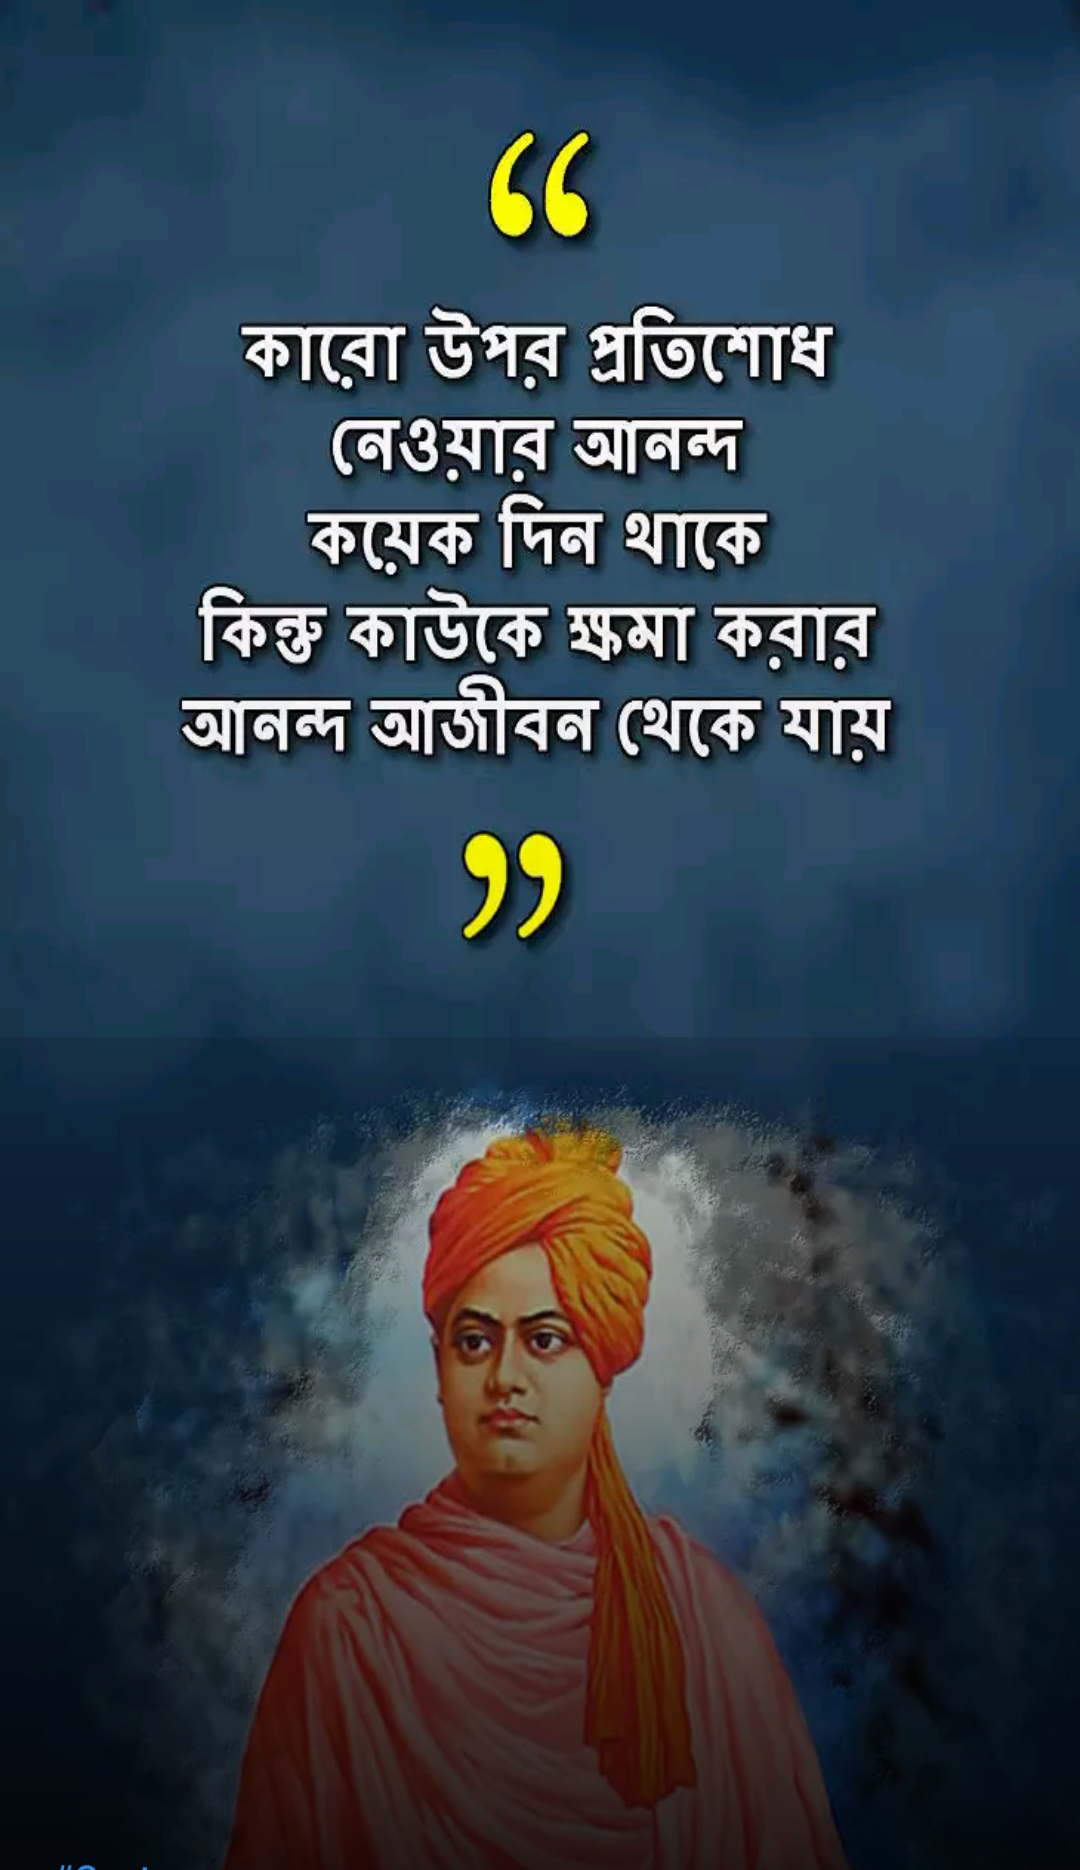 “
কারো উপর প্রতিশোধ
নেওয়ার আনন্দ
কয়েক দিন থাকে
কিন্তু কাউকে ক্ষমা করার
আনন্দ আজীবন থেকে যায়
”